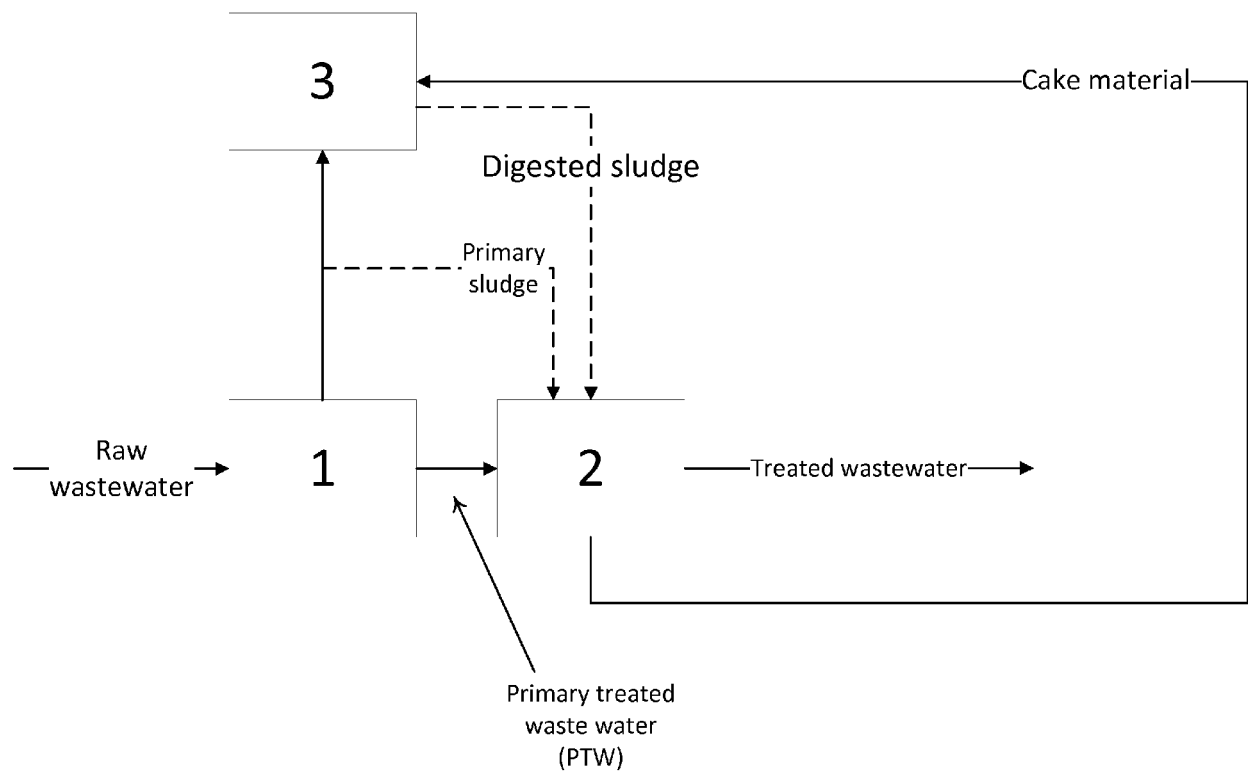 3
Cake material
Digested sludge
Primary
sludge
Raw
wastewater
1
2
Treated wastewater
Primary treated
waste water
(PTW)